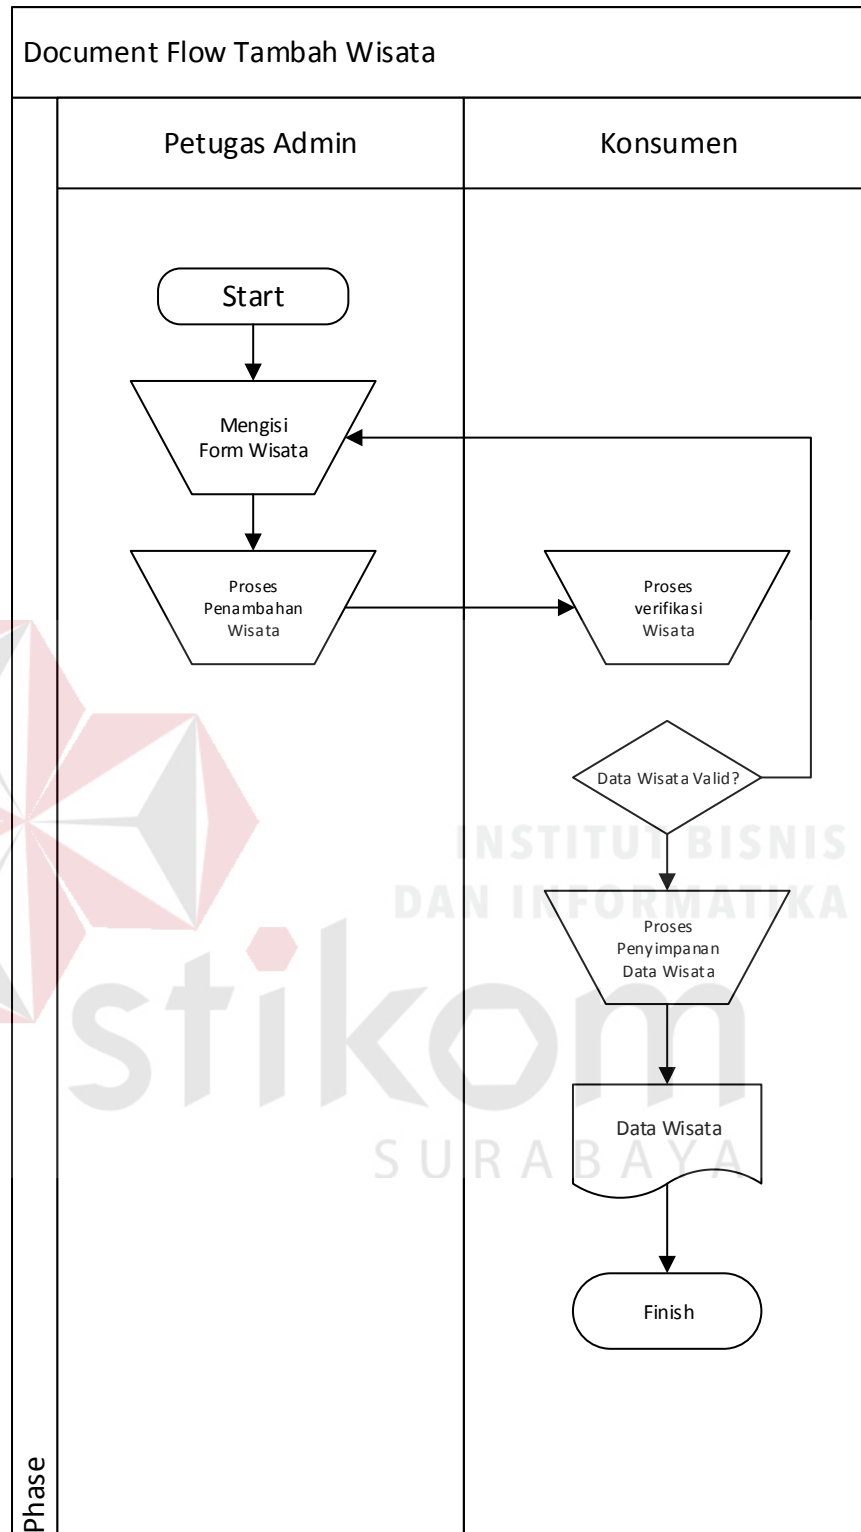 Document Flow Tambah Wisata
Petugas Admin
Konsumen
Start
Mengisi
Form Wisata
Proses
Penambahan
Wisata
Proses
verifikasi
Wisata
Data Wisata Valid?
INSTITUT BISNIS
DAN INFORMATIKA
Proses
Penyimpanan
Data Wisata
stikom
SURABAYA
Data Wisata
Finish
Phase